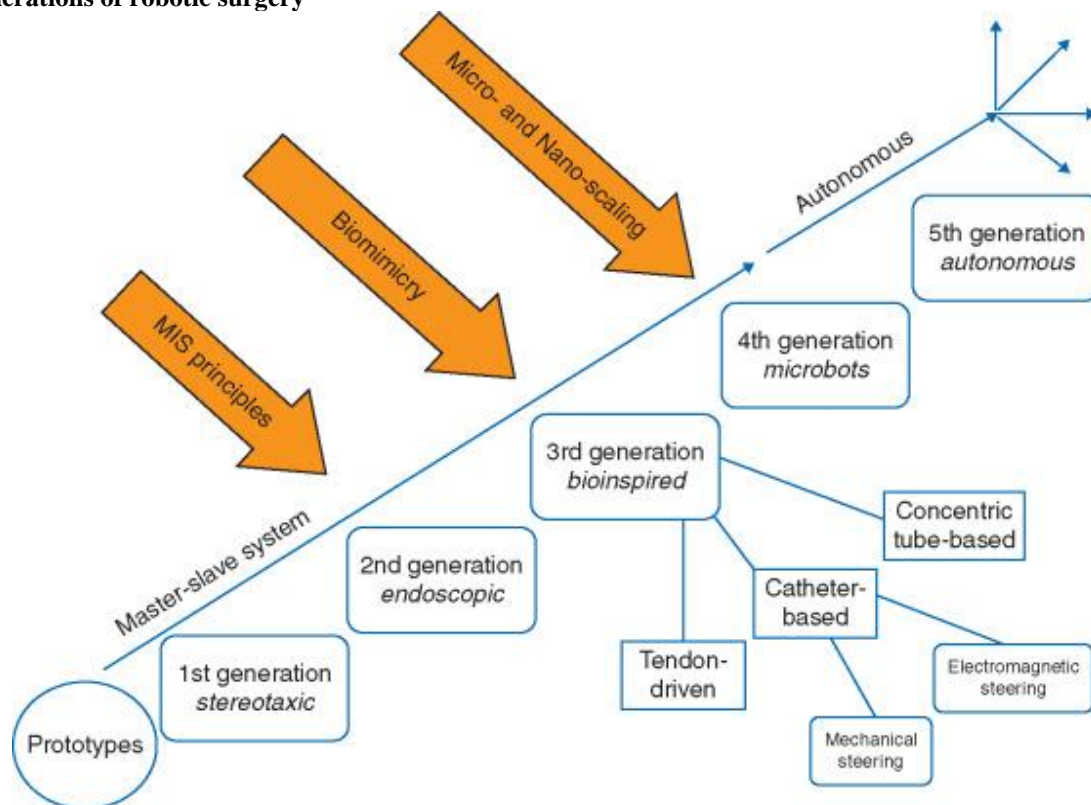 erations of robotic surgery
Micro- and Nano-scaling
Biomimicry
MIS principles
Autonomous
Master-slave system
5th generation
autonomous
4th generation
microbots
3rd generation
bioinspired
2nd generation
endoscopic
1st generation
stereotaxic
Prototypes
Concentric
tube-based
Catheter-
based
Tendon-
driven
Electromagnetic
steering
Mechanical
steering